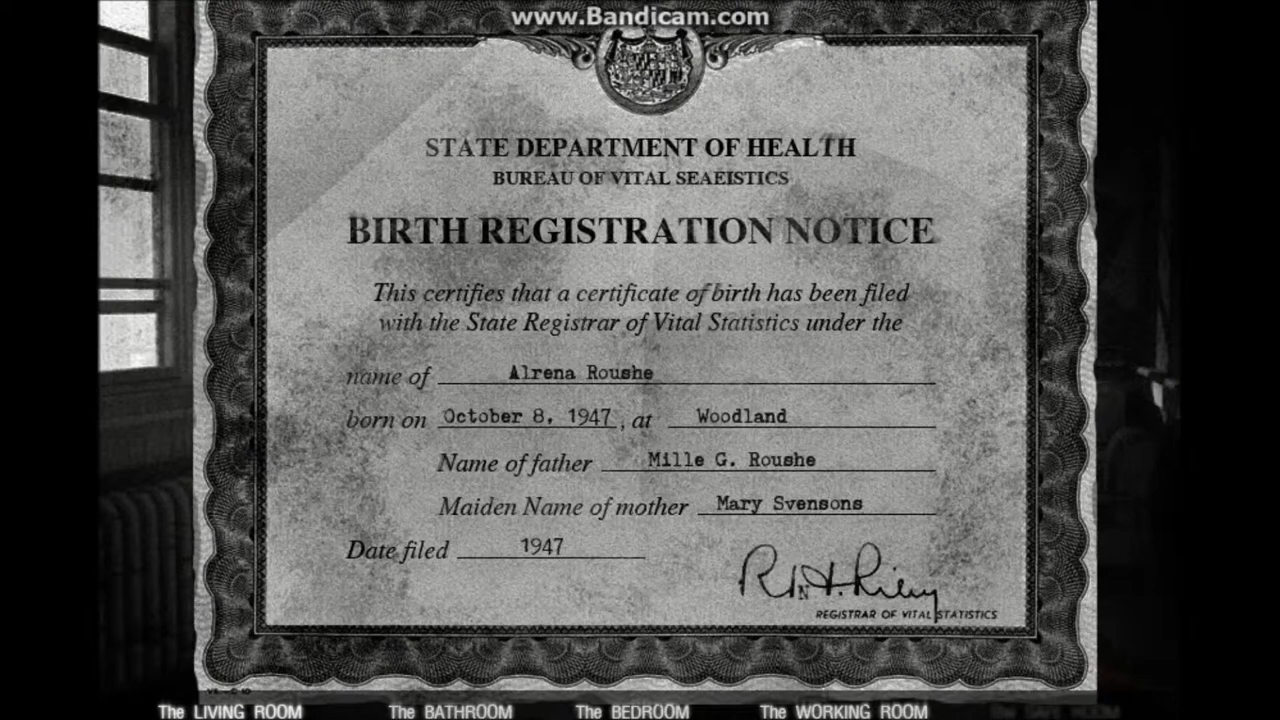 www.Bandicam.com
STATE DEPARTMENT OF HEALTH
BUREAU OF VITAL SEAEISTICS
BIRTH REGISTRATION NOTICE
This certifies that a certificate of birth has been filed
with the State Registrar of Vital Statistics under the
name of Alrena Roushe
born on October 8, 1947, at Woodland
Name of father Mille G. Roushe
Maiden Name of mother Mary Svensons
Date filed 1947
REGISTRAR OF VITAL STATISTICS
The LIVING ROOM The BATHROOM The BEDROOM The WORKING ROOM